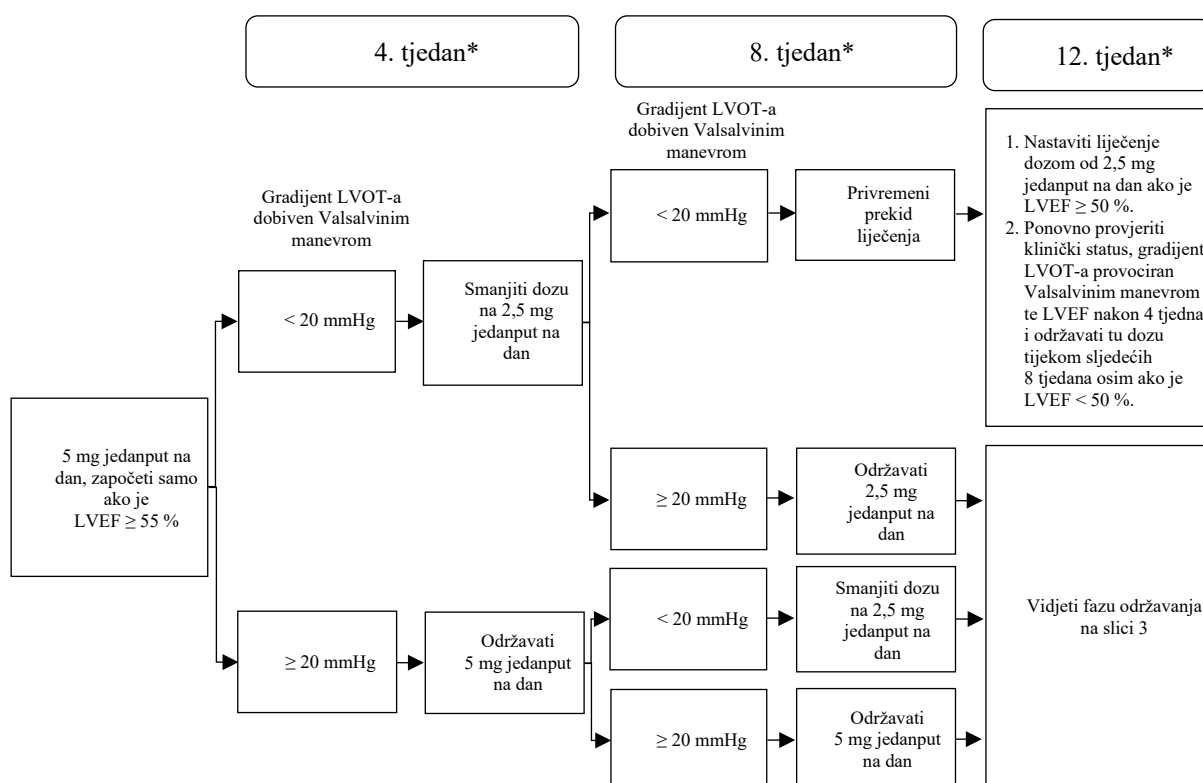 4. tjedan*
8. tjedan*
12. tjedan*
Gradijent LVOT-a
dobiven Valsalvinim
manevrom
Gradijent LVOT-a
dobiven Valsalvinim
manevrom
5 mg jedanput na
dan, započeti samo
ako je
LVEF ≥ 55 %
< 20 mmHg
Smanjiti dozu
na 2,5 mg
jedanput na
dan
< 20 mmHg
Privremeni
prekid
liječenja
1. Nastaviti liječenje
dozom od 2,5 mg
jedanput na dan ako je
LVEF ≥ 50 %.
2. Ponovno provjeriti
klinički status, gradijent
LVOT-a provociran
Valsalvinim manevrom
te LVEF nakon 4 tjedna
i održavati tu dozu
tijekom sljedećih
8 tjedana osim ako je
LVEF < 50 %.
≥ 20 mmHg
Održavati
2,5 mg
jedanput na
dan
≥ 20 mmHg
Održavati
5 mg jedanput
na dan
< 20 mmHg
Smanjiti dozu
na 2,5 mg
jedanput na
dan
≥ 20 mmHg
Održavati
5 mg jedanput
na dan
Vidjeti fazu održavanja
na slici 3